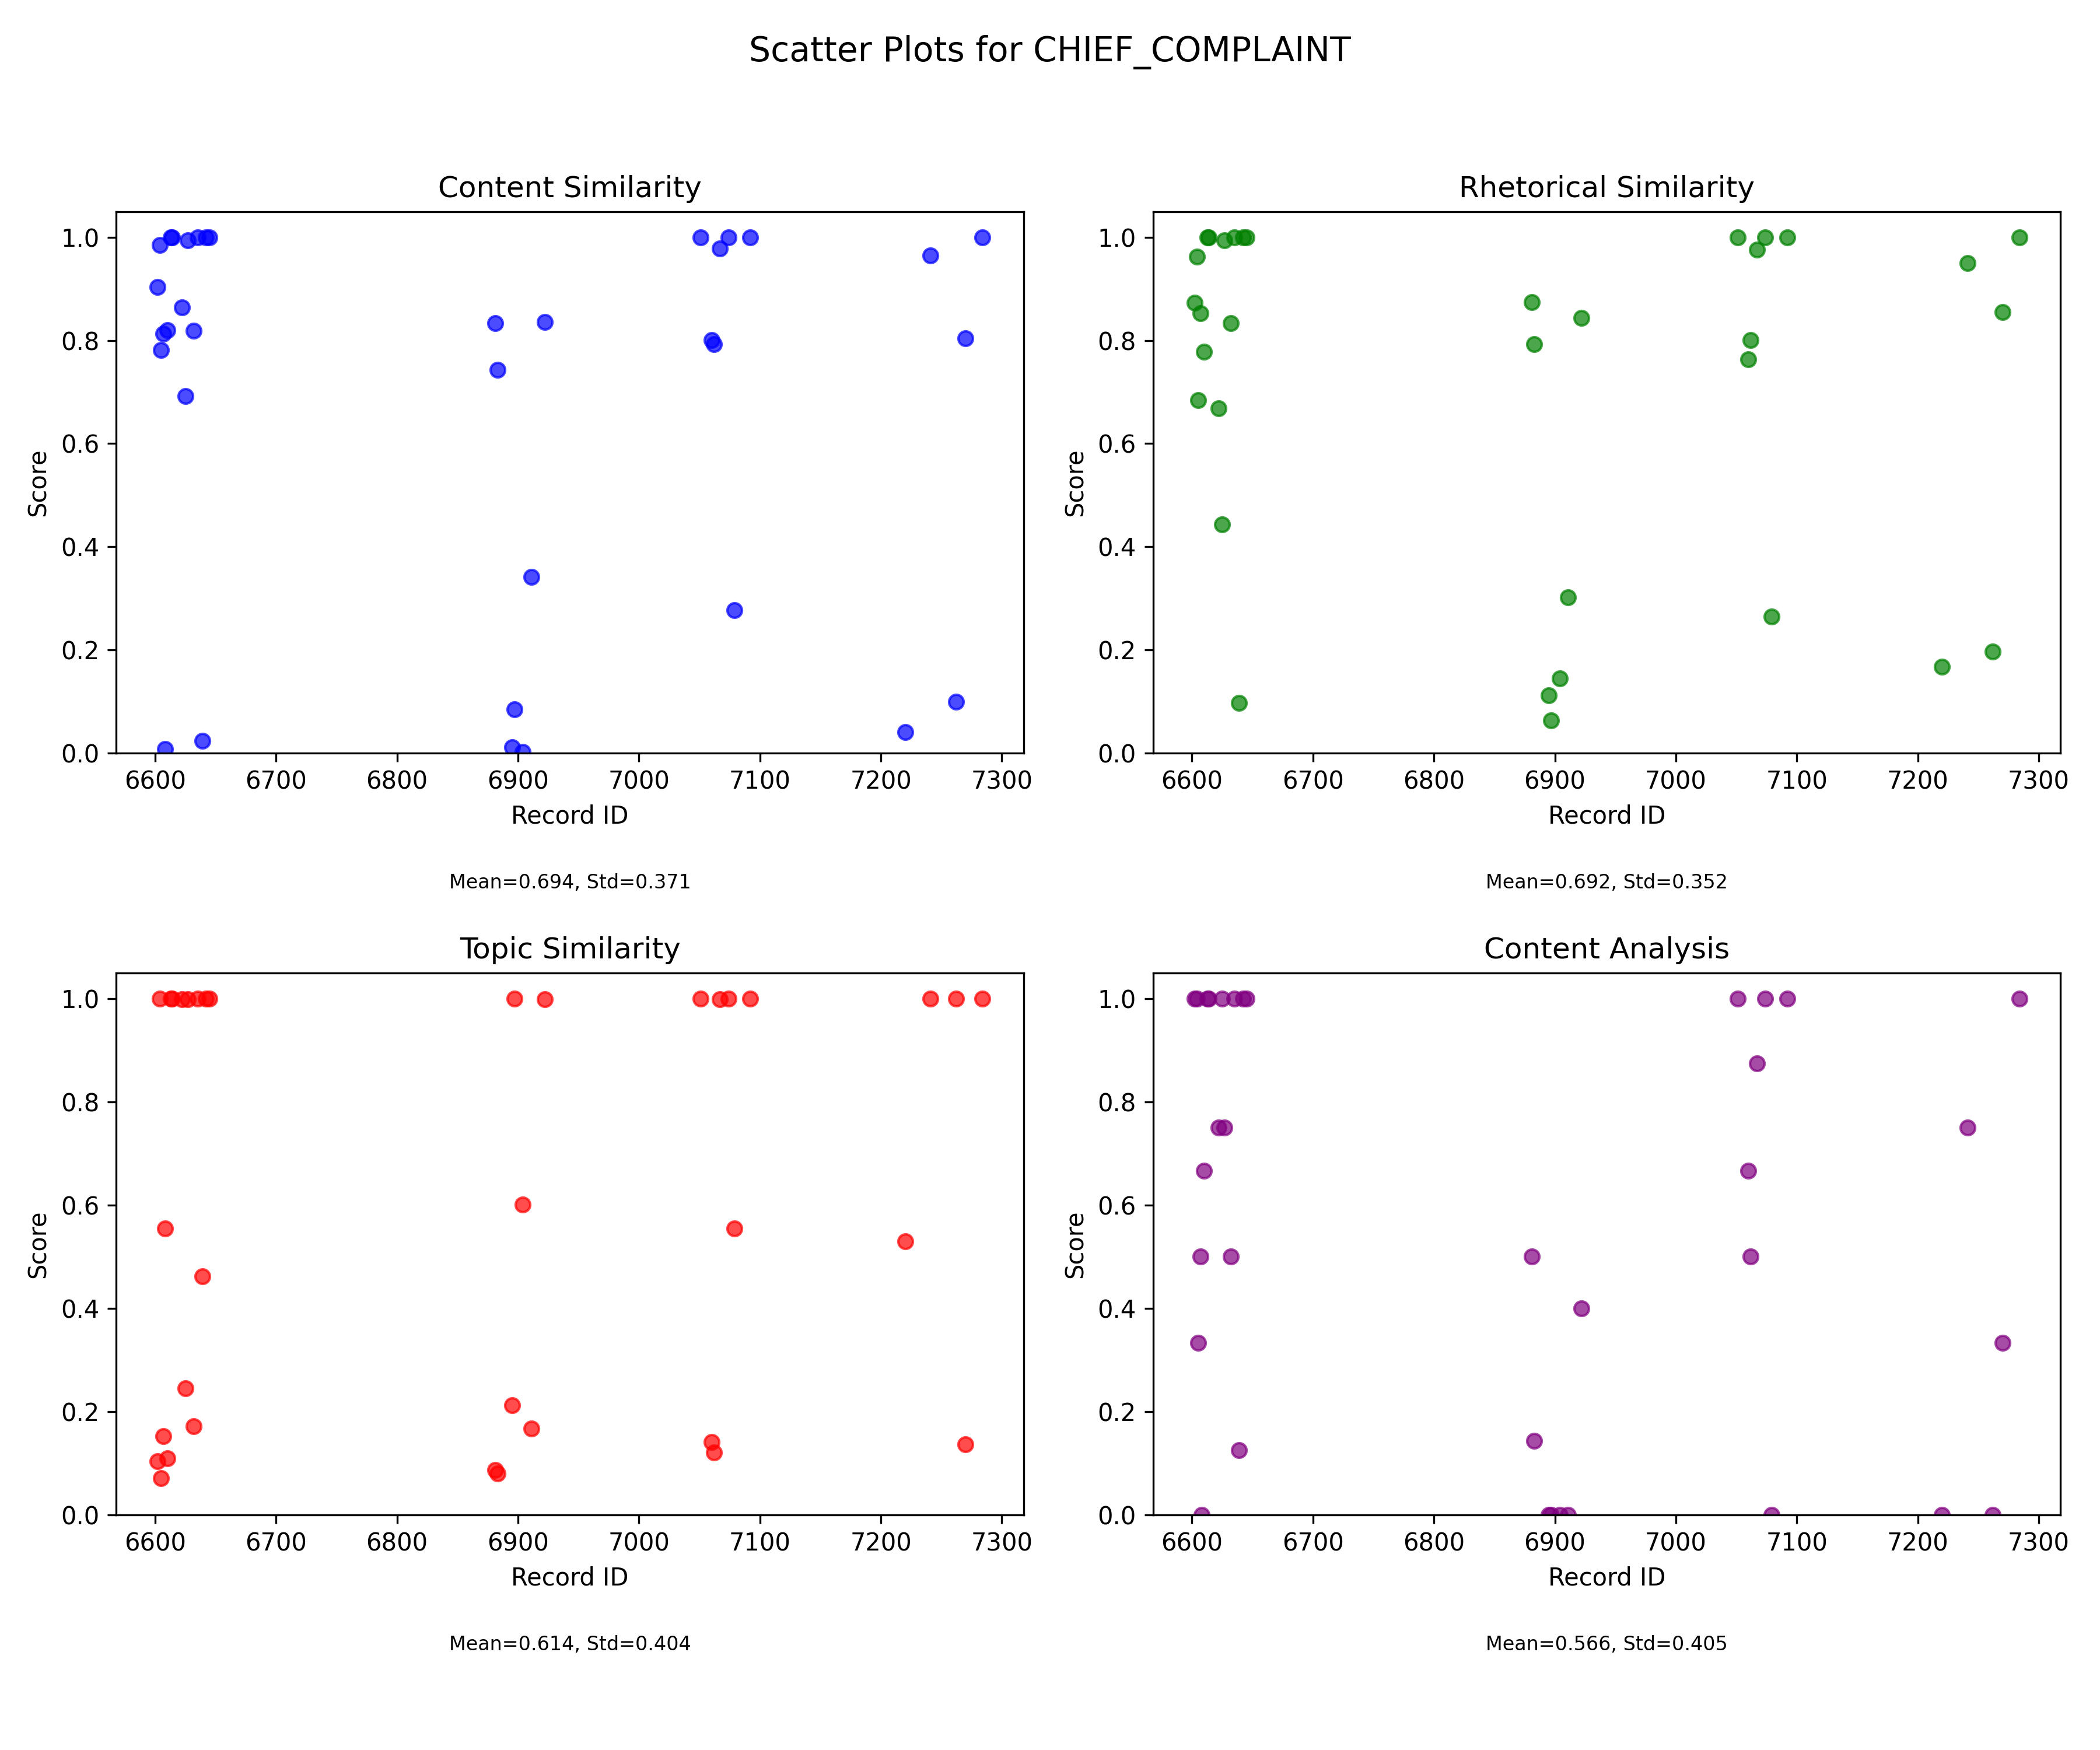 Scatter Plots for CHIEF_COMPLAINT
Content Similarity
1.0
0.8
0.6
0.4
0.2
0.0
Score
6600 6700 6800 6900 7000 7100 7200 7300
Record ID
Mean=0.694, Std=0.371
Rhetorical Similarity
1.0
0.8
0.6
0.4
0.2
0.0
Score
6600 6700 6800 6900 7000 7100 7200 7300
Record ID
Mean=0.692, Std=0.352
Topic Similarity
1.0
0.8
0.6
0.4
0.2
0.0
Score
6600 6700 6800 6900 7000 7100 7200 7300
Record ID
Mean=0.614, Std=0.404
Content Analysis
1.0
0.8
0.6
0.4
0.2
0.0
Score
6600 6700 6800 6900 7000 7100 7200 7300
Record ID
Mean=0.566, Std=0.405